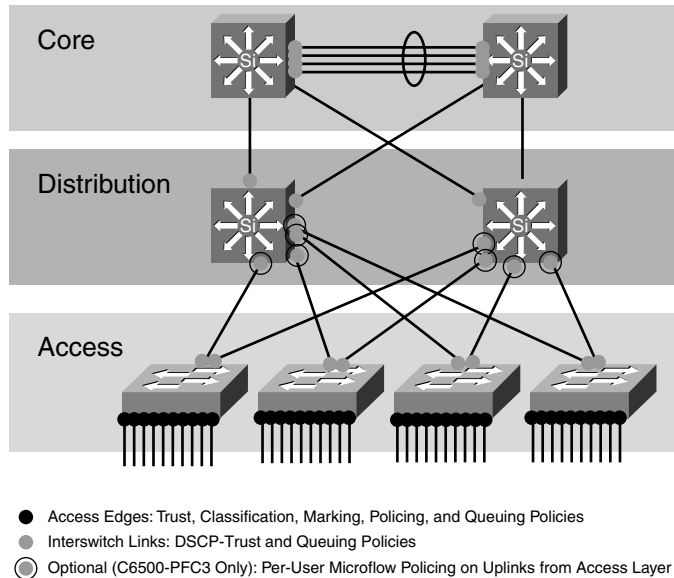 Core
Si
Si
Distribution
Si
Si
Access
Access Edges: Trust, Classification, Marking, Policing, and Queuing Policies
Interswitch Links: DSCP-Trust and Queuing Policies
Optional (C6500-PFC3 Only): Per-User Microflow Policing on Uplinks from Access Layer